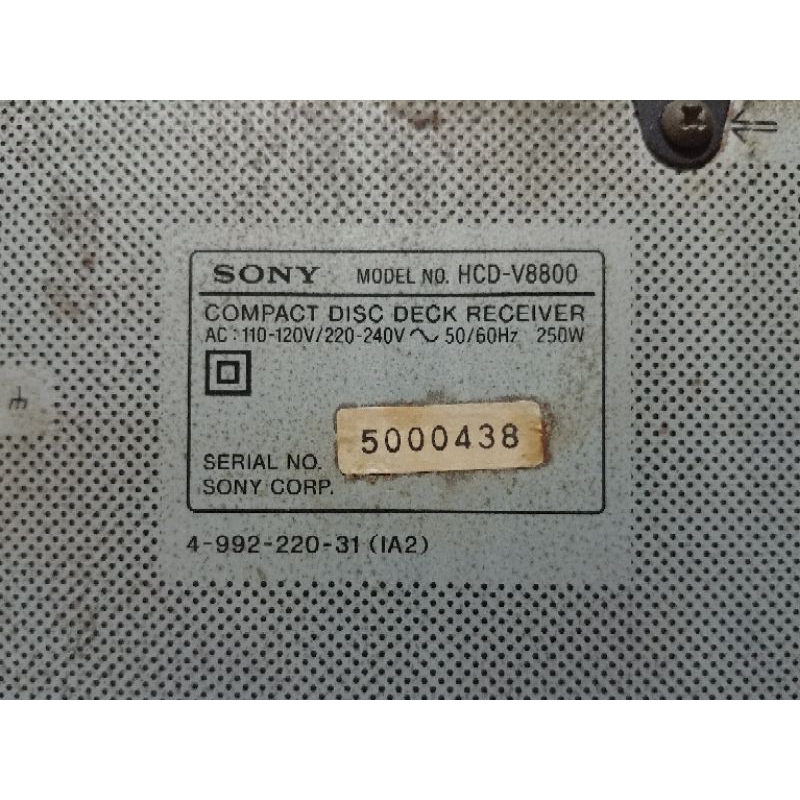 SONY MODEL NO. HCD-V8800
COMPACT DISC DECK RECEIVER
AC : 110-120V/220-240V ~ 50/60Hz 250W
5000438
SERIAL NO.
SONY CORP.
4-992-220-31 (IA2)